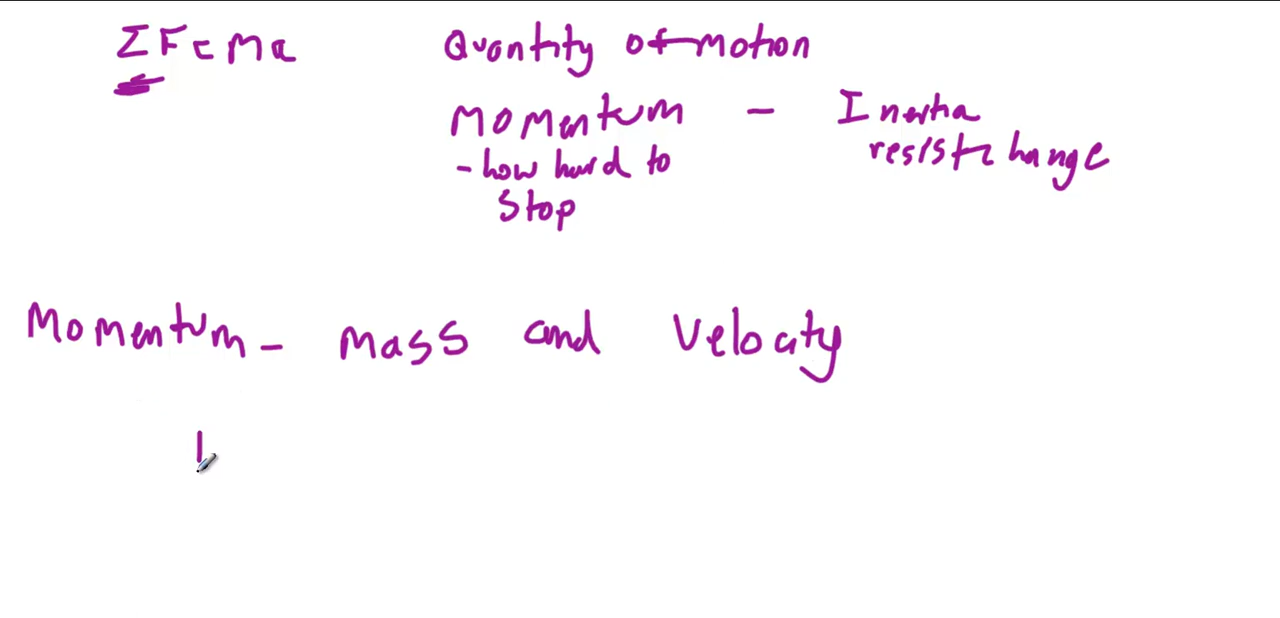 ΣF = ma
Quantity of motion
Momentum - Inertia
resist change
- how hard to
stop
Momentum - mass and velocity